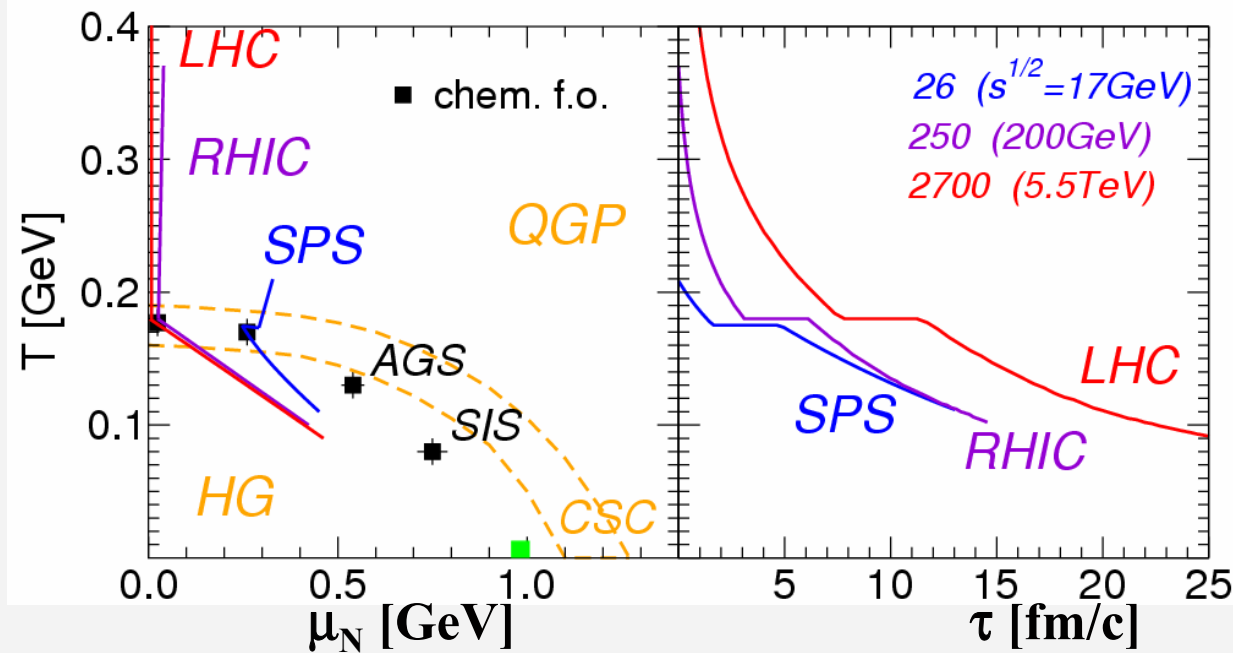 0.4
0.3
0.2
0.1
T [GeV]
LHC
chem. f.o.
RHIC
QGP
SPS
AGS
SIS
HG
CSC
0.0 0.5 1.0
μN [GeV]
26 (s1/2=17GeV)
250 (200GeV)
2700 (5.5TeV)
LHC
SPS
RHIC
5 10 15 20 25
τ [fm/c]